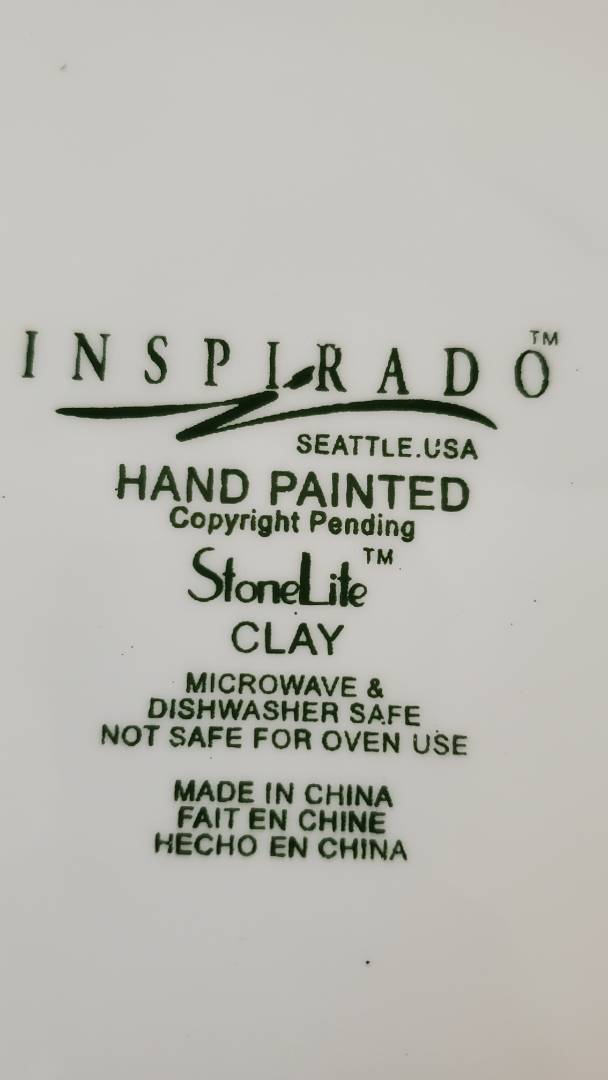 INSPIRADO™
SEATTLE.USA
HAND PAINTED
Copyright Pending
StoneLite™
CLAY
MICROWAVE &
DISHWASHER SAFE
NOT SAFE FOR OVEN USE
MADE IN CHINA
FAIT EN CHINE
HECHO EN CHINA